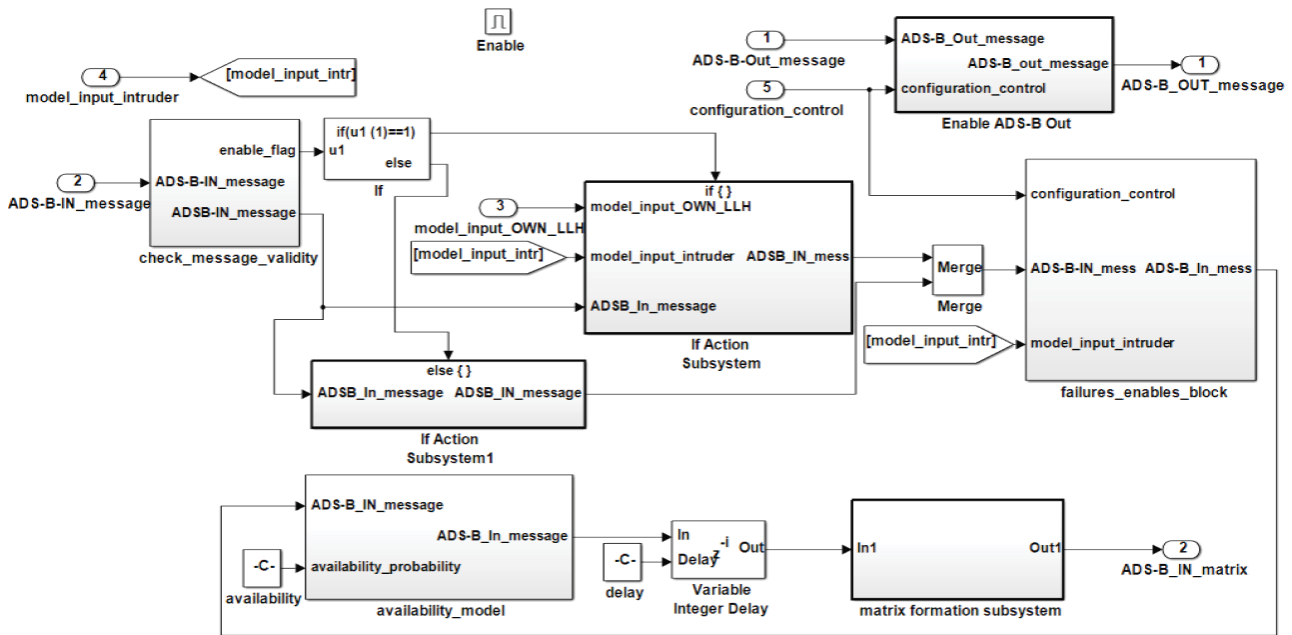 Enable
4
model_input_intruder
[model_input_intr]
1
ADS-B-Out_message
5
configuration_control
ADS-B_Out_message
ADS-B_out_message
configuration_control
Enable ADS-B Out
1
ADS-B_OUT_message
2
ADS-B-IN_message
enable_flag
ADS-B-IN_message
ADSB-IN_message
check_message_validity
if(u1 (1)==1)
u1
else
If
3
model_input_OWN_LLH
[model_input_intr]
if { }
model_input_OWN_LLH
model_input_intruder
ADSB_IN_mess
ADSB_In_message
If Action
Subsystem
else { }
ADSB_In_message
ADSB_IN_message
If Action
Subsystem1
Merge
Merge
[model_input_intr]
configuration_control
ADS-B-IN_mess
ADS-B_In_mess
model_input_intruder
failures_enables_block
ADS-B_IN_message
ADS-B_In_message
availability_probability
availability_model
-C-
availability
-C-
delay
In
Delay
z-i
Out
Variable
Integer Delay
In1
Out1
matrix formation subsystem
2
ADS-B_IN_matrix